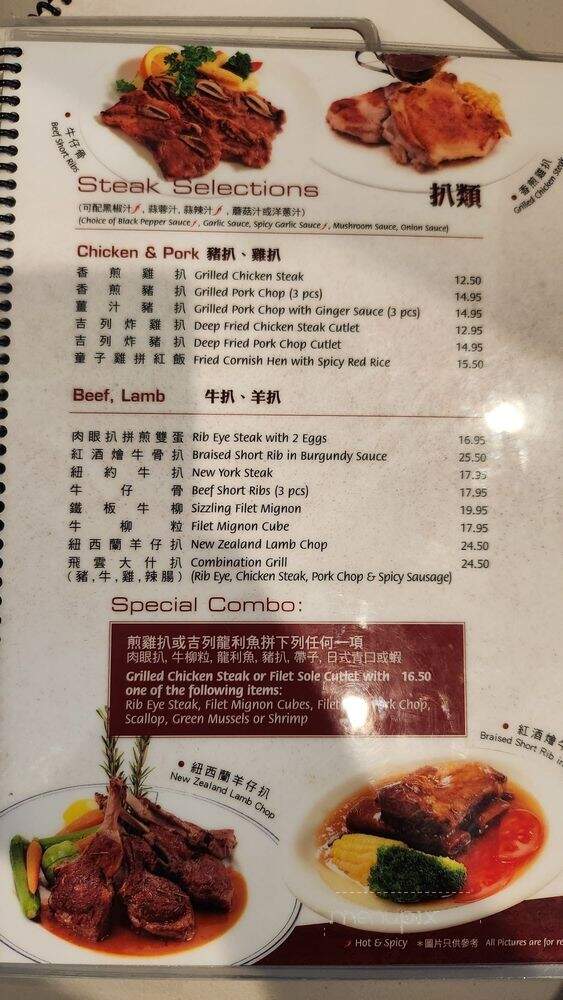 牛仔骨
Beef Short Ribs
香煎雞扒
Grilled Chicken Steak
Steak Selections 扒類
(可配黑椒汁, 蒜蓉汁, 蒜辣汁, 蘑菇汁或洋蔥汁)
(Choice of Black Pepper Sauce, Garlic Sauce, Spicy Garlic Sauce, Mushroom Sauce, Onion Sauce)
Chicken & Pork 豬扒、雞扒
香煎雞扒 Grilled Chicken Steak 12.50
香煎豬扒 Grilled Pork Chop (3 pcs) 14.95
薑汁豬扒 Grilled Pork Chop with Ginger Sauce (3 pcs) 14.95
吉列炸雞扒 Deep Fried Chicken Steak Cutlet 12.95
吉列炸豬扒 Deep Fried Pork Chop Cutlet 14.95
童子雞拼紅飯 Fried Cornish Hen with Spicy Red Rice 15.50
Beef, Lamb 牛扒、羊扒
肉眼扒拼煎雙蛋 Rib Eye Steak with 2 Eggs 16.95
紅酒燴牛骨扒 Braised Short Rib in Burgundy Sauce 25.50
紐約牛扒 New York Steak 17.95
牛仔骨 Beef Short Ribs (3 pcs) 17.95
鐵板牛柳 Sizzling Filet Mignon 19.95
牛柳粒 Filet Mignon Cube 17.95
紐西蘭羊仔扒 New Zealand Lamb Chop 24.50
飛雲大什扒 Combination Grill 24.50
(豬,牛,雞,辣腸) (Rib Eye, Chicken Steak, Pork Chop & Spicy Sausage)
Special Combo:
煎雞扒或吉列龍利魚拼下列任何一項
肉眼扒, 牛柳粒, 龍利魚, 豬扒, 帶子, 日式青口或蝦
Grilled Chicken Steak or Filet Sole Cutlet with 16.50
one of the following items:
Rib Eye Steak, Filet Mignon Cubes, Filet Chop,
Scallop, Green Mussels or Shrimp
紐西蘭羊仔扒
New Zealand Lamb Chop
紅酒燴牛
Braised Short Rib in
menupix
Hot & Spicy *圖片只供參考 All Pictures are for re